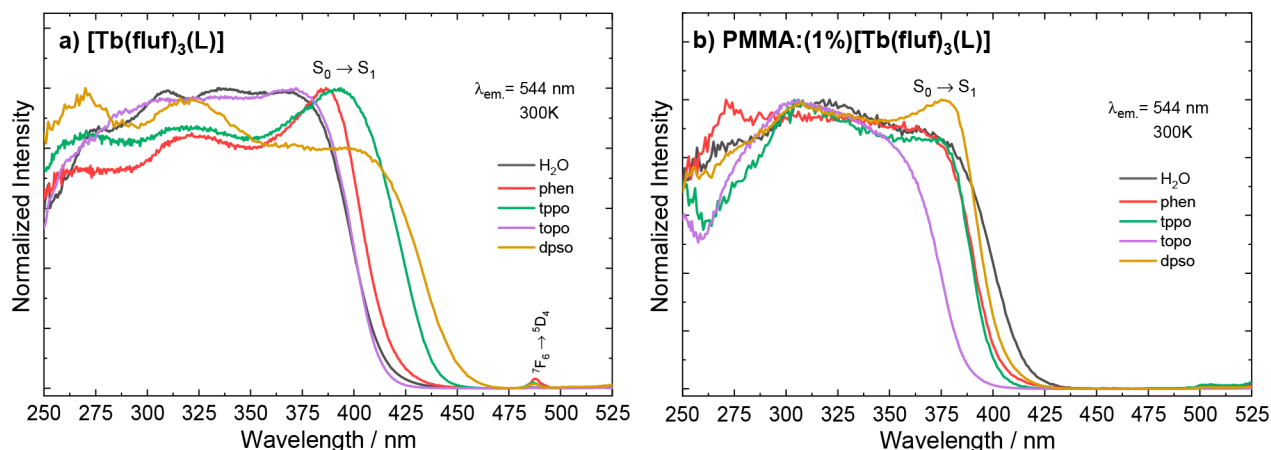 a) [Tb(fluf)₃(L)]
S₀ → S₁
λem.= 544 nm
300K
H₂O
phen
tppo
topo
dpso
⁷F₆ → ⁵D₄
Normalized Intensity
250 275 300 325 350 375 400 425 450 475 500 525
Wavelength / nm
b) PMMA:(1%)[Tb(fluf)₃(L)]
S₀ → S₁
λem.= 544 nm
300K
H₂O
phen
tppo
topo
dpso
Normalized Intensity
250 275 300 325 350 375 400 425 450 475 500 525
Wavelength / nm